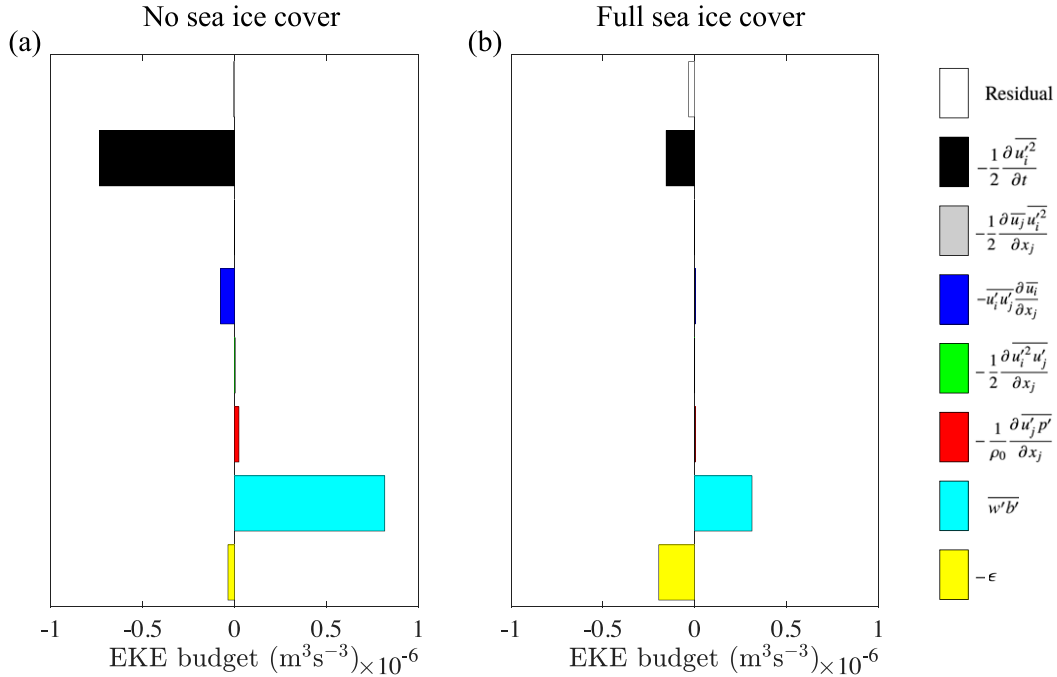 No sea ice cover
Full sea ice cover
(a)
(b)
-1 -0.5 0 0.5 1
EKE budget (m³s⁻³) ×10⁻⁶
-1 -0.5 0 0.5 1
EKE budget (m³s⁻³) ×10⁻⁶
Residual
$-\frac{1}{2}\frac{\partial \overline{u_i'^2}}{\partial t}$
$-\frac{1}{2}\frac{\partial \overline{u_j}\overline{u_i'^2}}{\partial x_j}$
$-\overline{u_i' u_j'}\frac{\partial \overline{u_i}}{\partial x_j}$
$-\frac{1}{2}\frac{\partial \overline{u_i'^2 u_j'}}{\partial x_j}$
$-\frac{1}{\rho_0}\frac{\partial \overline{u_j' p'}}{\partial x_j}$
$\overline{w'b'}$
$-\epsilon$